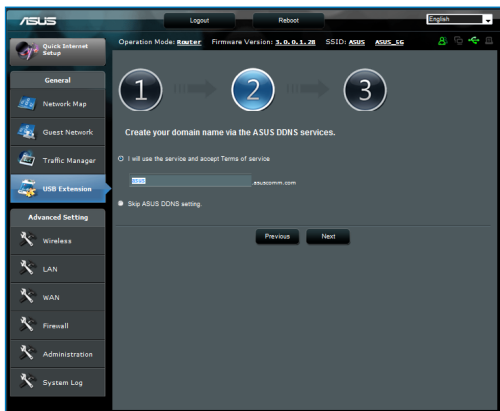 ASUS Logout Reboot English
Quick Internet Setup
Operation Mode: Router Firmware Version: 3.0.0.1.28 SSID: ASUS ASUS_5G
General
1 2 3
Network Map
Guest Network
Create your domain name via the ASUS DDNS services.
Traffic Manager
I will use the service and accept Terms of service
USB Extension
.asuscomm.com
Skip ASUS DDNS setting.
Advanced Setting
Wireless
Previous Next
LAN
WAN
Firewall
Administration
System Log